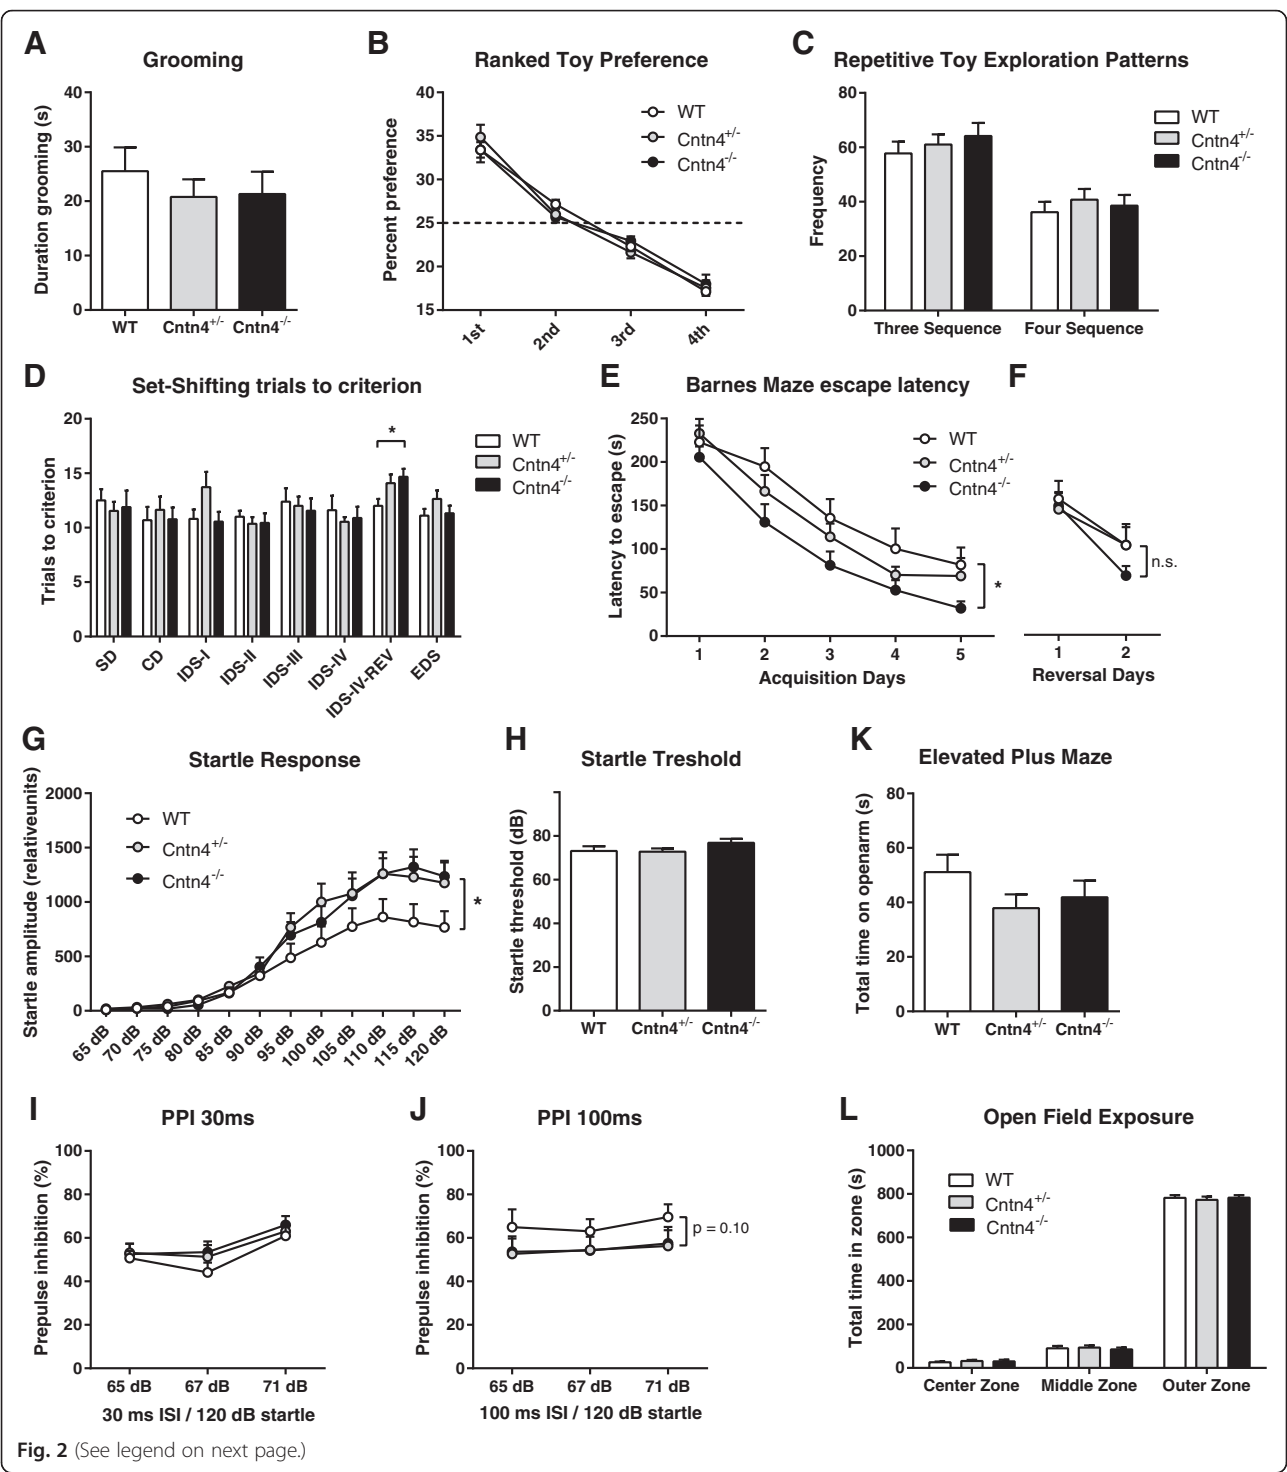 A
Grooming
Duration grooming (s)
40
30
20
10
0
WT
Cntn4+/-
Cntn4-/-
B
Ranked Toy Preference
Percent preference
40
35
30
25
20
15
1st
2nd
3rd
4th
WT
Cntn4+/-
Cntn4-/-
C
Repetitive Toy Exploration Patterns
Frequency
80
60
40
20
0
Three Sequence
Four Sequence
WT
Cntn4+/-
Cntn4-/-
D
Set-Shifting trials to criterion
Trials to criterion
20
15
10
5
0
*
SD
CD
IDS-I
IDS-II
IDS-III
IDS-IV
IDS-IV-REV
EDS
WT
Cntn4+/-
Cntn4-/-
E
Barnes Maze escape latency
Latency to escape (s)
250
200
150
100
50
0
WT
Cntn4+/-
Cntn4-/-
*
1
2
3
4
5
Acquisition Days
F
n.s.
1
2
Reversal Days
G
Startle Response
Startle amplitude (relativeunits)
2000
1500
1000
500
0
WT
Cntn4+/-
Cntn4-/-
*
65 dB
70 dB
75 dB
80 dB
85 dB
90 dB
95 dB
100 dB
105 dB
110 dB
115 dB
120 dB
H
Startle Treshold
Startle threshold (dB)
80
60
40
20
0
WT
Cntn4+/-
Cntn4-/-
K
Elevated Plus Maze
Total time on openarm (s)
80
60
40
20
0
WT
Cntn4+/-
Cntn4-/-
I
PPI 30ms
Prepulse inhibition (%)
100
80
60
40
20
0
65 dB
67 dB
71 dB
30 ms ISI / 120 dB startle
J
PPI 100ms
Prepulse inhibition (%)
100
80
60
40
20
0
p = 0.10
65 dB
67 dB
71 dB
100 ms ISI / 120 dB startle
L
Open Field Exposure
Total time in zone (s)
1000
800
600
400
200
0
WT
Cntn4+/-
Cntn4-/-
Center Zone
Middle Zone
Outer Zone
Fig. 2 (See legend on next page.)